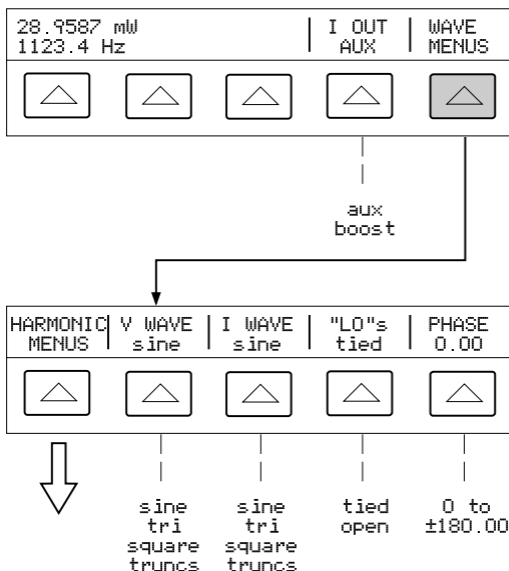 28.9587 mW
1123.4 Hz
I OUT
AUX
WAVE
MENUS
aux
boost
HARMONIC
MENUS
V WAVE
sine
I WAVE
sine
"LO"s
tied
PHASE
0.00
sine
tri
square
truncs
sine
tri
square
truncs
tied
open
0 to
±180.00